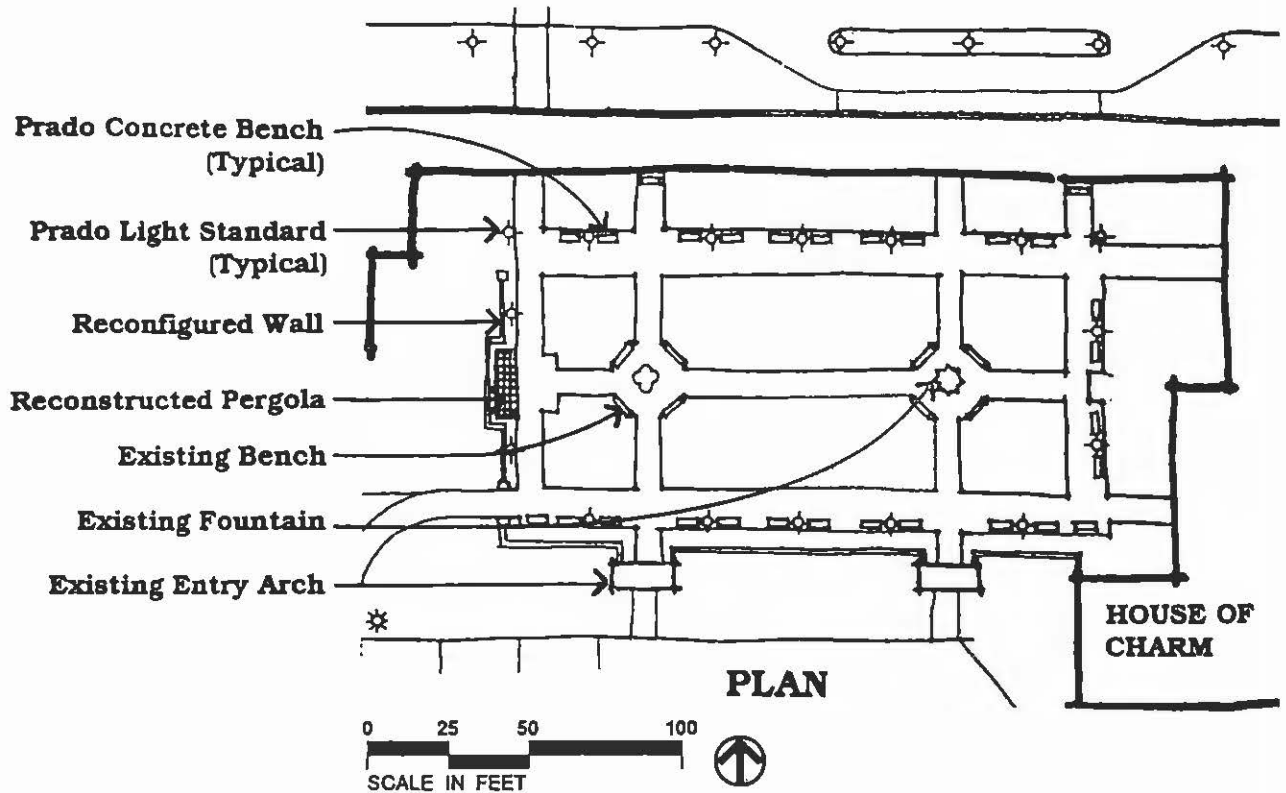 Prado Concrete Bench
(Typical)
Prado Light Standard
(Typical)
Reconfigured Wall
Reconstructed Pergola
Existing Bench
Existing Fountain
Existing Entry Arch
HOUSE OF
CHARM
PLAN
0 25 50 100
SCALE IN FEET